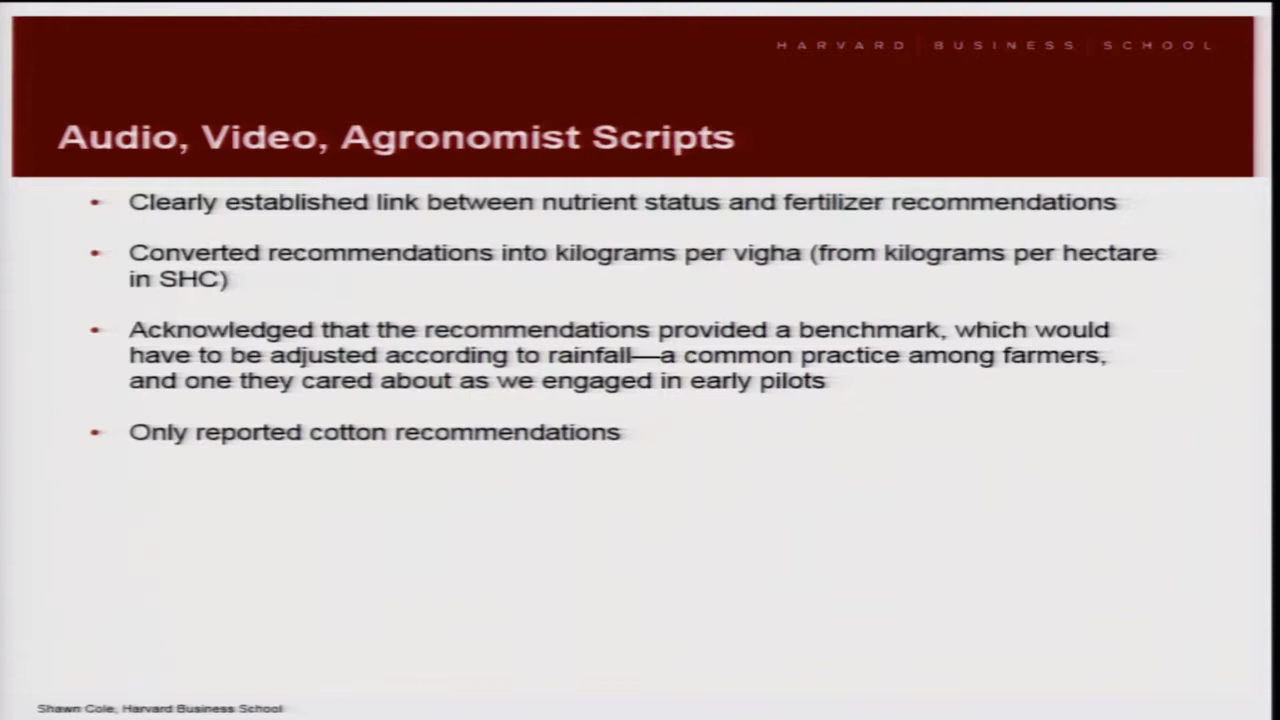 HARVARD BUSINESS SCHOOL
Audio, Video, Agronomist Scripts
• Clearly established link between nutrient status and fertilizer recommendations
• Converted recommendations into kilograms per vigha (from kilograms per hectare
in SHC)
• Acknowledged that the recommendations provided a benchmark, which would
have to be adjusted according to rainfall—a common practice among farmers,
and one they cared about as we engaged in early pilots
• Only reported cotton recommendations
Shawn Cole, Harvard Business School